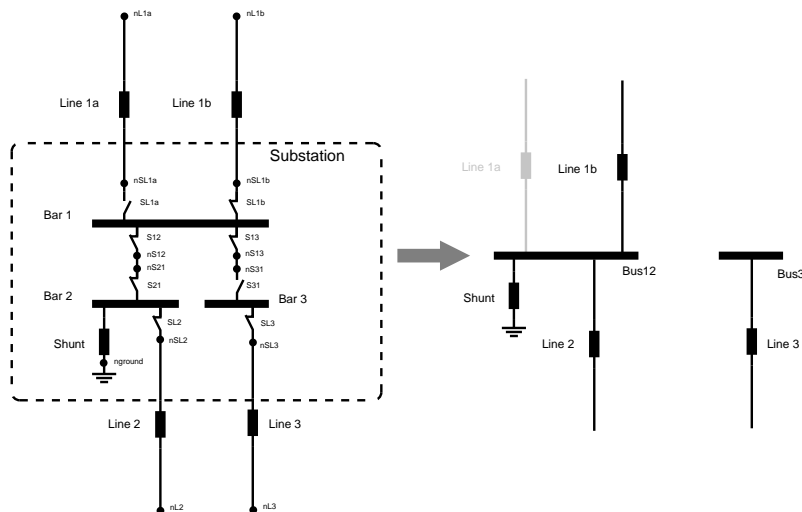 nL1a
nL1b
Line 1a
Line 1b
Substation
nSL1a
nSL1b
SL1a
SL1b
Bar 1
S12
S13
nS12
nS13
nS21
nS31
S21
S31
Bar 2
Bar 3
SL2
SL3
Shunt
nSL2
nSL3
nground
Line 2
Line 3
nL2
nL3
Line 1a
Line 1b
Bus12
Bus3
Shunt
Line 2
Line 3